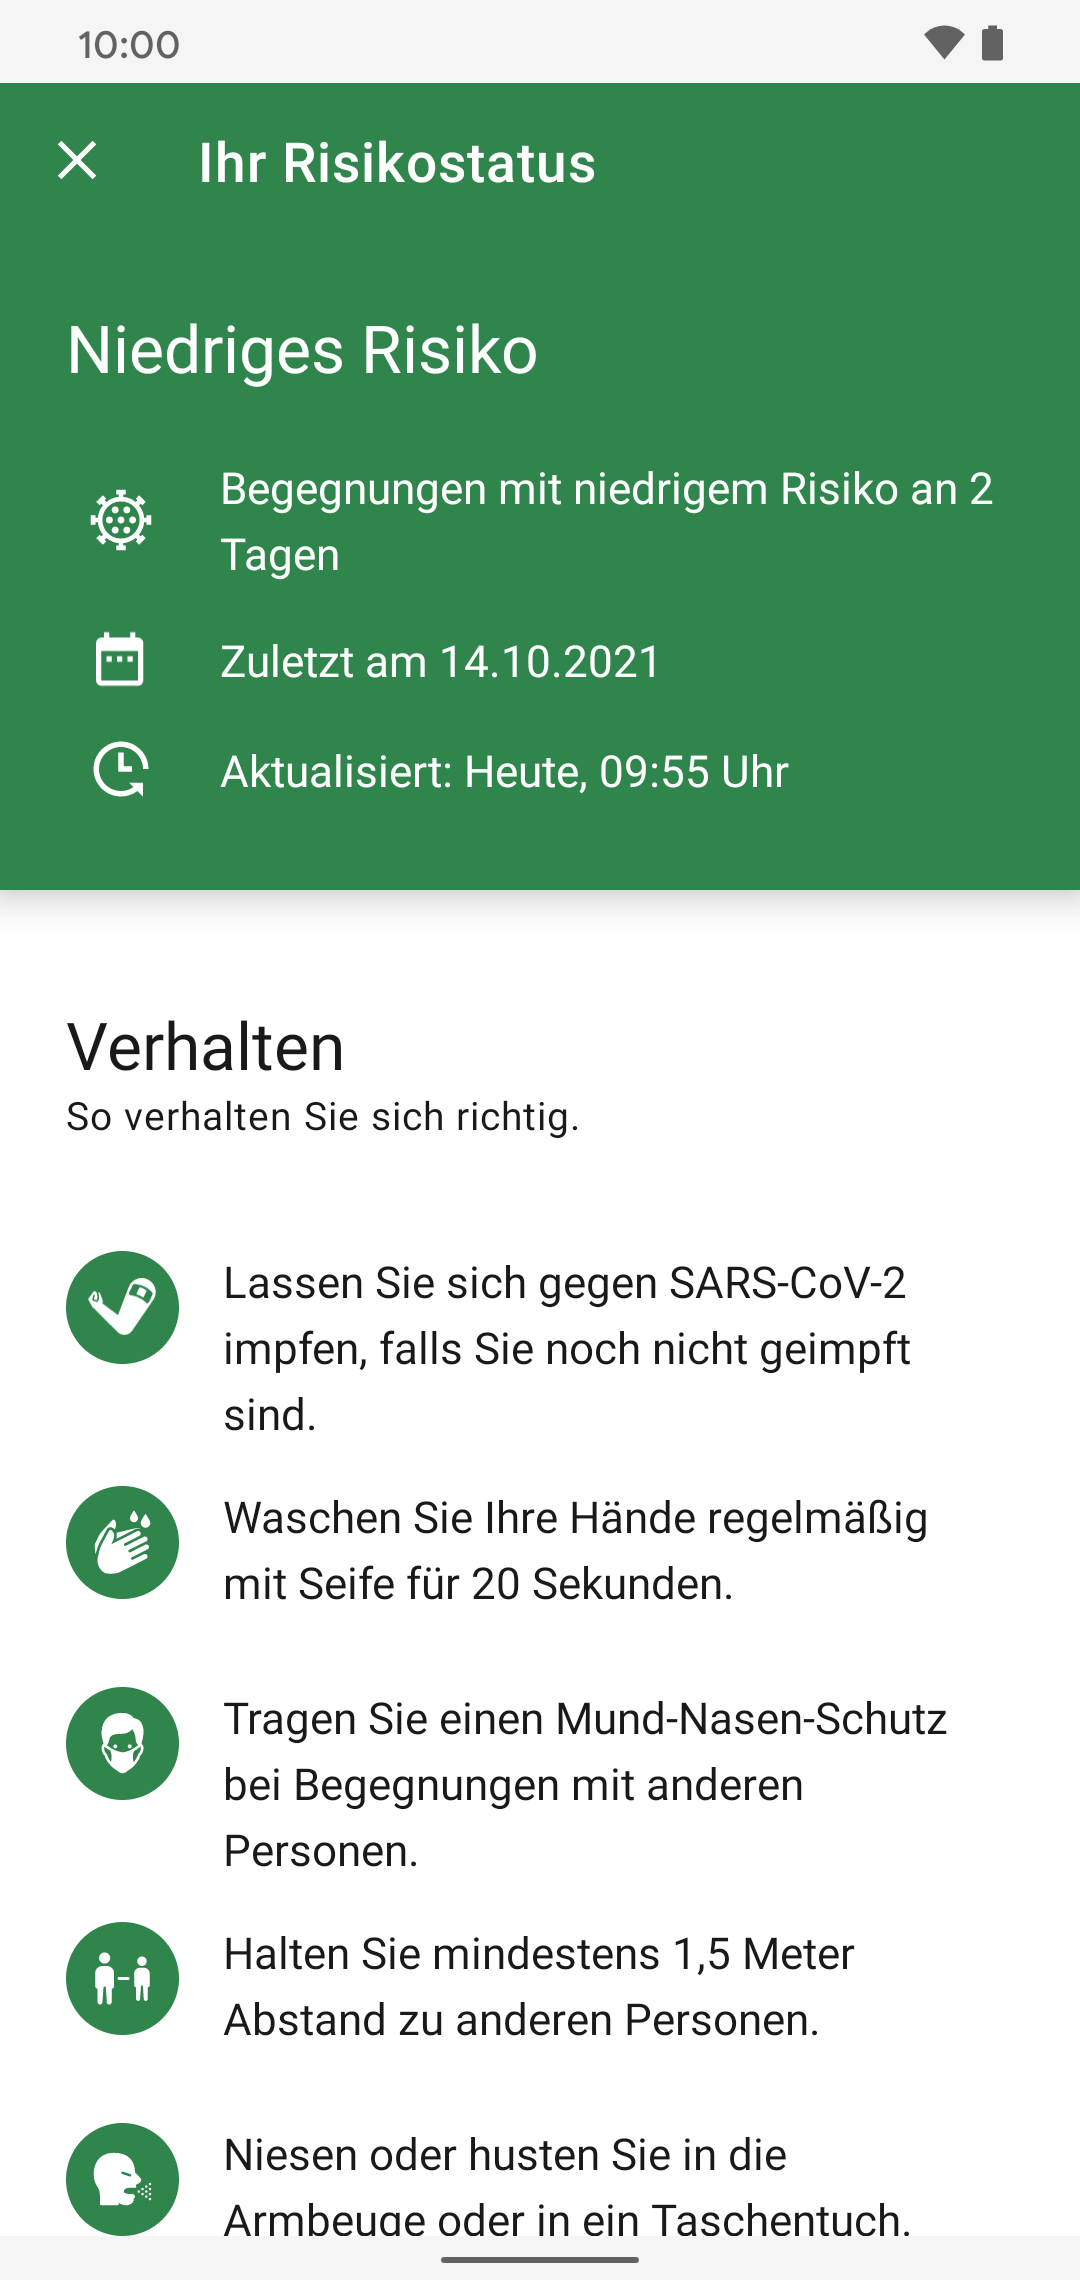 10:00
Ihr Risikostatus
Niedriges Risiko
Begegnungen mit niedrigem Risiko an 2
Tagen
Zuletzt am 14.10.2021
Aktualisiert: Heute, 09:55 Uhr
Verhalten
So verhalten Sie sich richtig.
Lassen Sie sich gegen SARS-CoV-2
impfen, falls Sie noch nicht geimpft
sind.
Waschen Sie Ihre Hände regelmäßig
mit Seife für 20 Sekunden.
Tragen Sie einen Mund-Nasen-Schutz
bei Begegnungen mit anderen
Personen.
Halten Sie mindestens 1,5 Meter
Abstand zu anderen Personen.
Niesen oder husten Sie in die
Armbeuge oder in ein Taschentuch.